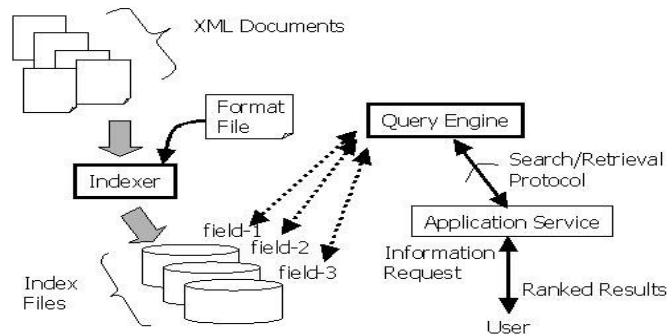 XML Documents
Format
File
Query Engine
Indexer
Search/Retrieval
Protocol
field-1
field-2
field-3
Application Service
Information
Request
Index
Files
Ranked Results
User